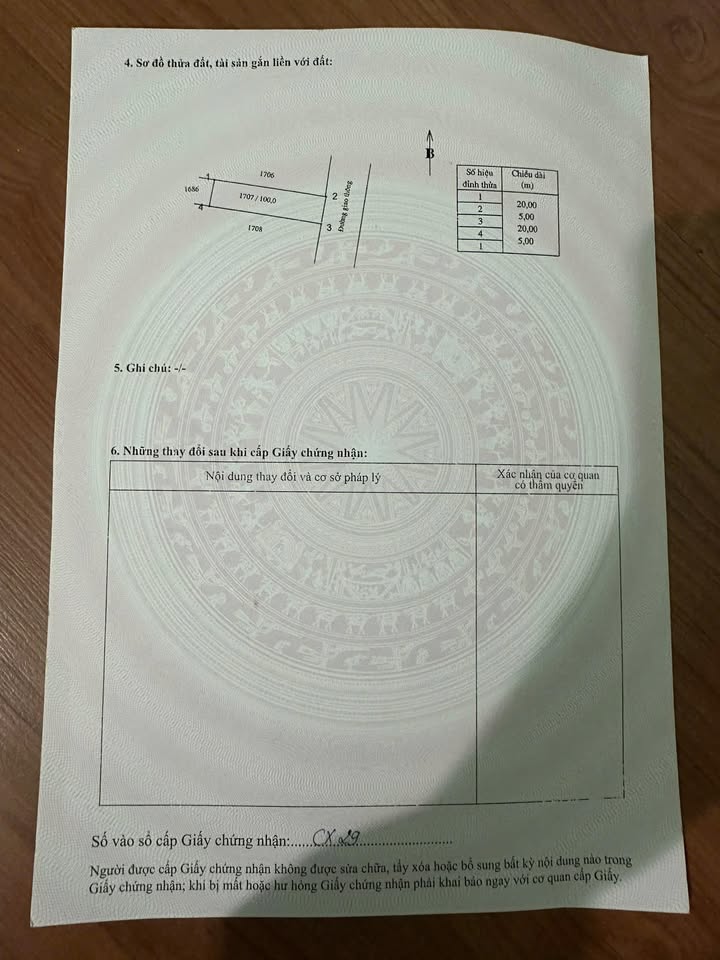 4. Sơ đồ thửa đất, tài sản gắn liền với đất:
B
1
1706
1686
1707 / 100,0
2
4
3
1708
Đường giao thông
Số hiệu đỉnh thửa
Chiều dài (m)
1
20,00
2
5,00
3
20,00
4
5,00
1
5. Ghi chú: -/-
6. Những thay đổi sau khi cấp Giấy chứng nhận:
Nội dung thay đổi và cơ sở pháp lý
Xác nhận của cơ quan
có thẩm quyền
Số vào sổ cấp Giấy chứng nhận:.....CX 29........................
Người được cấp Giấy chứng nhận không được sửa chữa, tẩy xóa hoặc bổ sung bất kỳ nội dung nào trong
Giấy chứng nhận; khi bị mất hoặc hư hỏng Giấy chứng nhận phải khai báo ngay với cơ quan cấp Giấy.